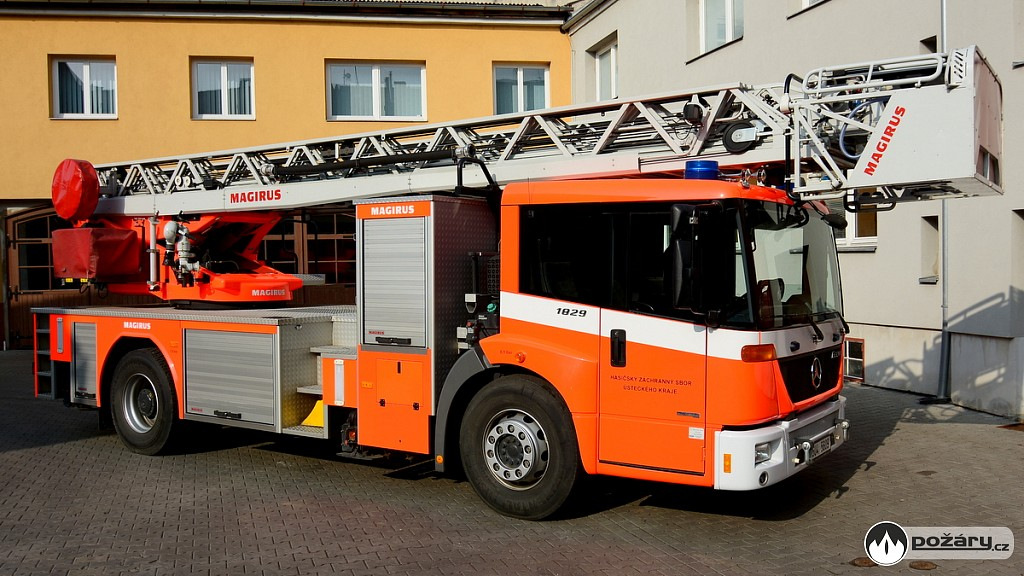 MAGIRUS
MAGIRUS
MAGIRUS
MAGIRUS
MAGIRUS
1829
HASIČSKÝ ZÁCHRANNÝ SBOR
ÚSTECKÉHO KRAJE
požáry.cz